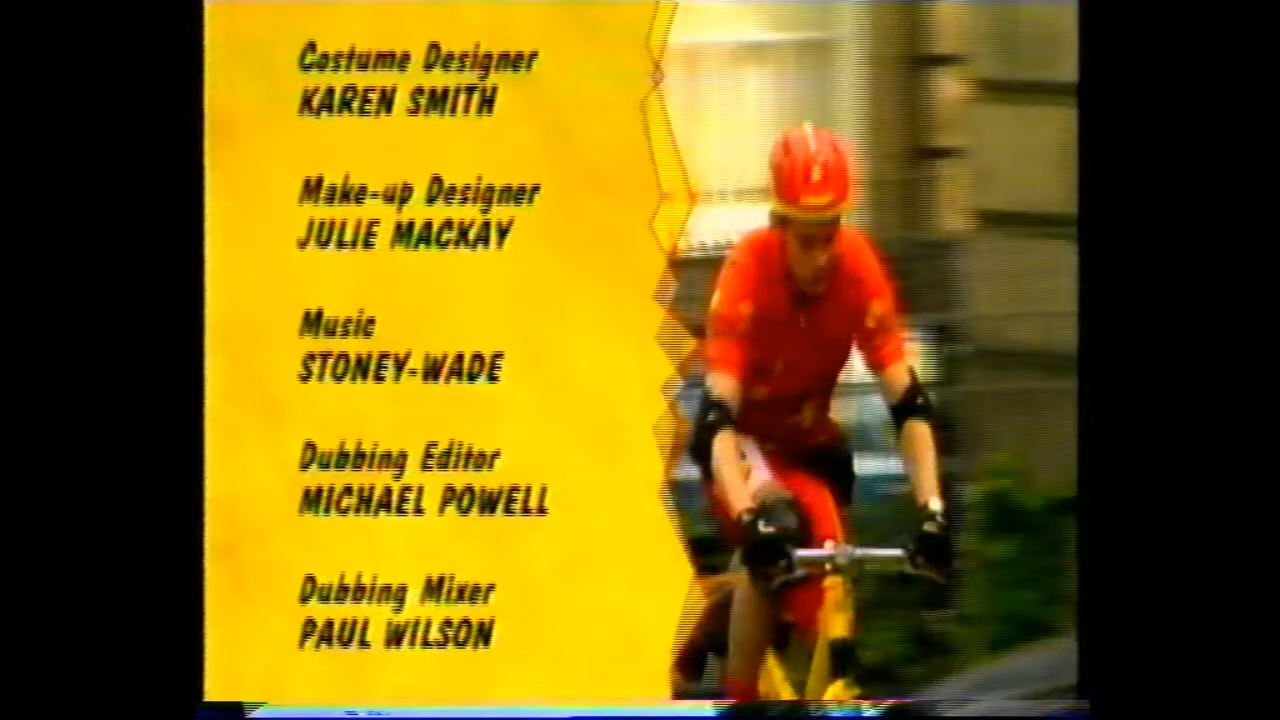 Costume Designer
KAREN SMITH
Make-up Designer
JULIE MACKAY
Music
STONEY-WADE
Dubbing Editor
MICHAEL POWELL
Dubbing Mixer
PAUL WILSON